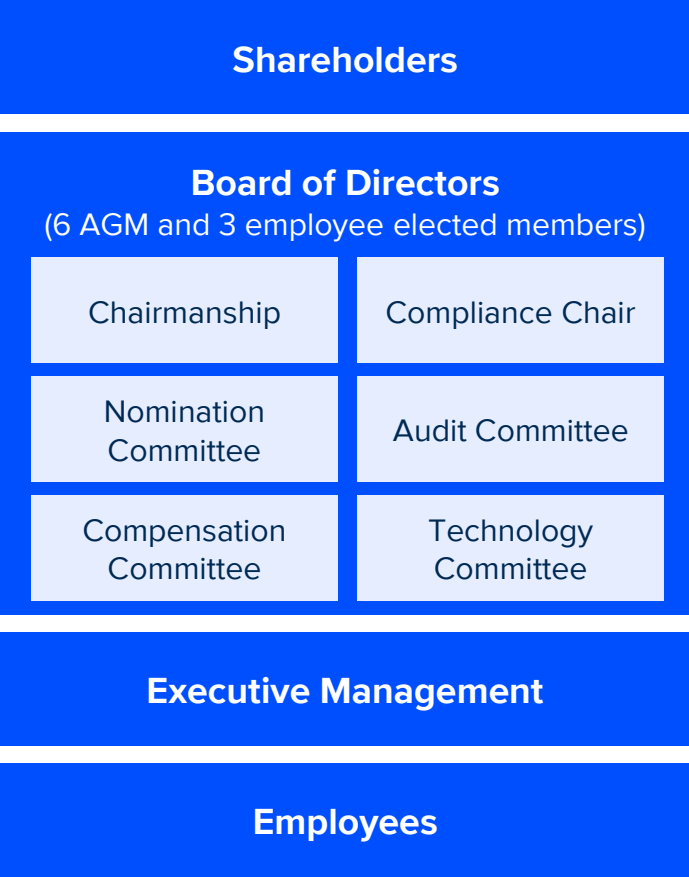 Shareholders
Board of Directors
(6 AGM and 3 employee elected members)
Chairmanship
Compliance Chair
Nomination
Committee
Audit Committee
Compensation
Committee
Technology
Committee
Executive Management
Employees